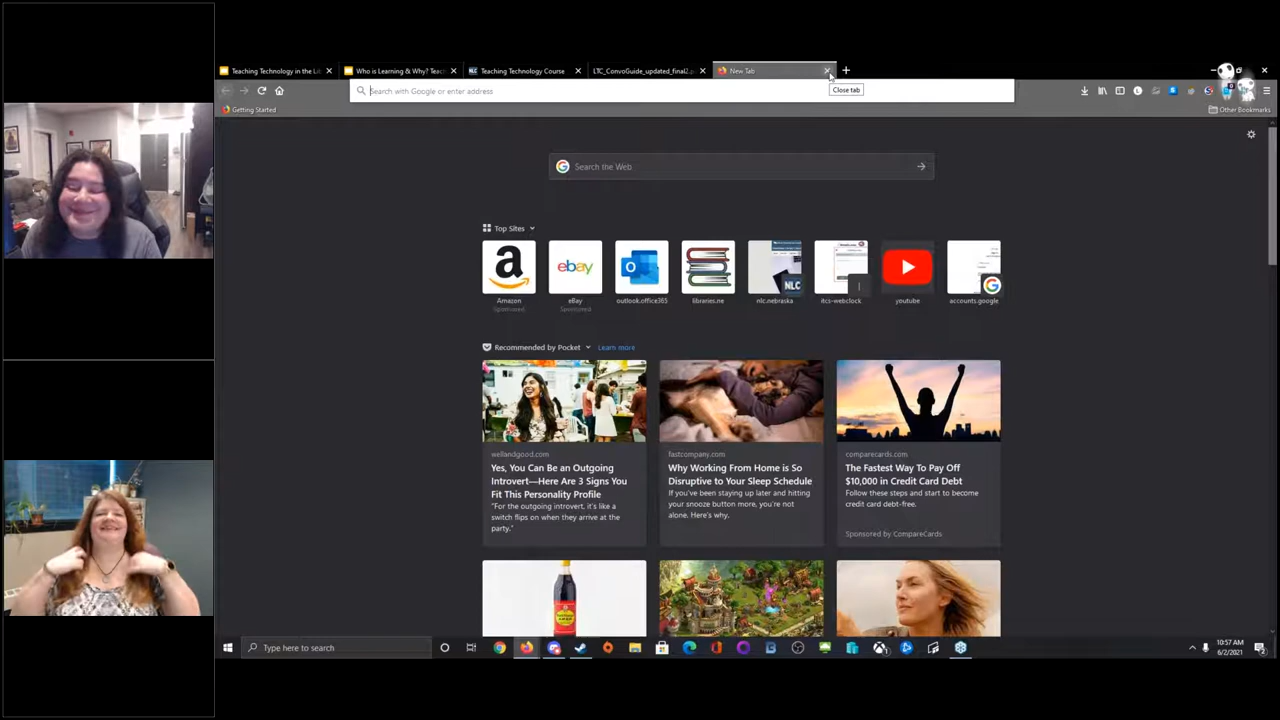 Teaching Technology in the Lib
Who is Learning & Why? Teac
NLC Teaching Technology Course
LTC_ConvoGuide_updated_final2.p
New Tab
Search with Google or enter address
Close tab
Getting Started
Other Bookmarks
Search the Web
Top Sites
a
ebay
NLC
Amazon
eBay
outlook.office365
libraries.ne
nlc.nebraska
itcs-webclock
youtube
accounts.google
Sponsored
Sponsored
Recommended by Pocket
Learn more
wellandgood.com
Yes, You Can Be an Outgoing
Introvert—Here Are 3 Signs You
Fit This Personality Profile
"For the outgoing introvert, it's like a
switch flips on when they arrive at the
party."
fastcompany.com
Why Working From Home is So
Disruptive to Your Sleep Schedule
If you've been staying up later and hitting
your snooze button more, you're not
alone. Here's why.
comparecards.com
The Fastest Way To Pay Off
$10,000 in Credit Card Debt
Follow these steps and start to become
credit card debt-free.
Sponsored by CompareCards
Type here to search
10:57 AM
6/2/2021